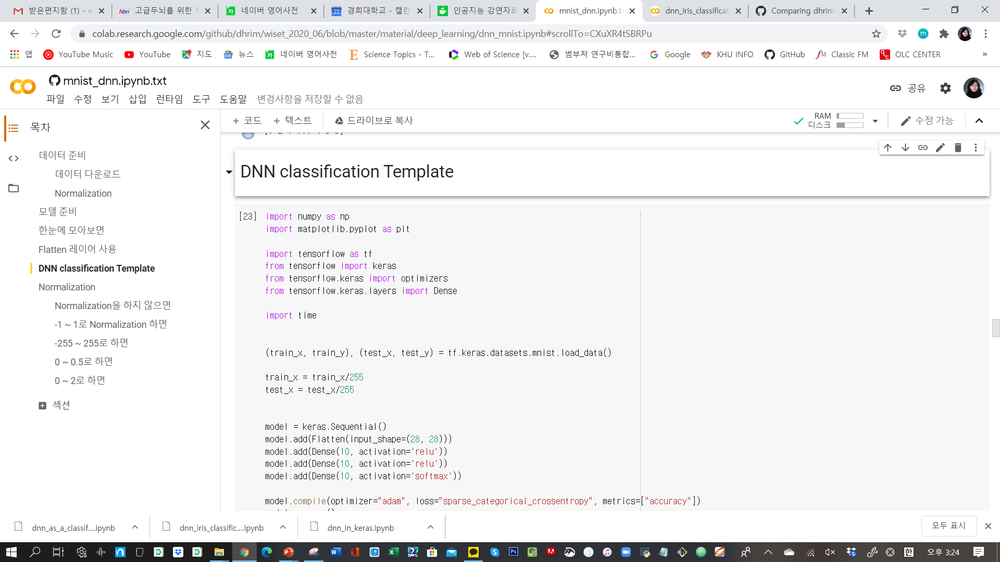 받은편지함 (1) - e
hbn 고급두뇌를 위한
네이버 영어사전
22 경희대학교 - 캘린
인공지능 강연자료
mnist_dnn.ipynb.t
dnn_iris_classificat
Comparing dhrim
colab.research.google.com/github/dhrim/wiset_2020_06/blob/master/material/deep_learning/dnn_mnist.ipynb#scrollTo=CXuXR4tSBRPu
앱 YouTube Music YouTube 지도 뉴스 네이버 영어사전 Science Topics - T... Web of Science [v.... 범부처 연구비통합... Google KHU INFO GitHub Classic FM OLC CENTER »
mnist_dnn.ipynb.txt
파일 수정 보기 삽입 런타임 도구 도움말 변경사항을 저장할 수 없음
공유
목차
+ 코드 + 텍스트 드라이브로 복사
RAM
디스크
수정 가능
데이터 준비
데이터 다운로드
Normalization
모델 준비
한눈에 모아보면
Flatten 레이어 사용
DNN classification Template
Normalization
Normalization을 하지 않으면
-1 ~ 1로 Normalization 하면
-255 ~ 255로 하면
0 ~ 0.5로 하면
0 ~ 2로 하면
섹션
DNN classification Template
[23] import numpy as np
import matplotlib.pyplot as plt
import tensorflow as tf
from tensorflow import keras
from tensorflow.keras import optimizers
from tensorflow.keras.layers import Dense
import time
(train_x, train_y), (test_x, test_y) = tf.keras.datasets.mnist.load_data()
train_x = train_x/255
test_x = test_x/255
model = keras.Sequential()
model.add(Flatten(input_shape=(28, 28)))
model.add(Dense(10, activation='relu'))
model.add(Dense(10, activation='relu'))
model.add(Dense(10, activation='softmax'))
model.compile(optimizer="adam", loss="sparse_categorical_crossentropy", metrics=["accuracy"])
dnn_as_a_classif....ipynb
dnn_iris_classific....ipynb
dnn_in_keras.ipynb
모두 표시
한
오후 3:24